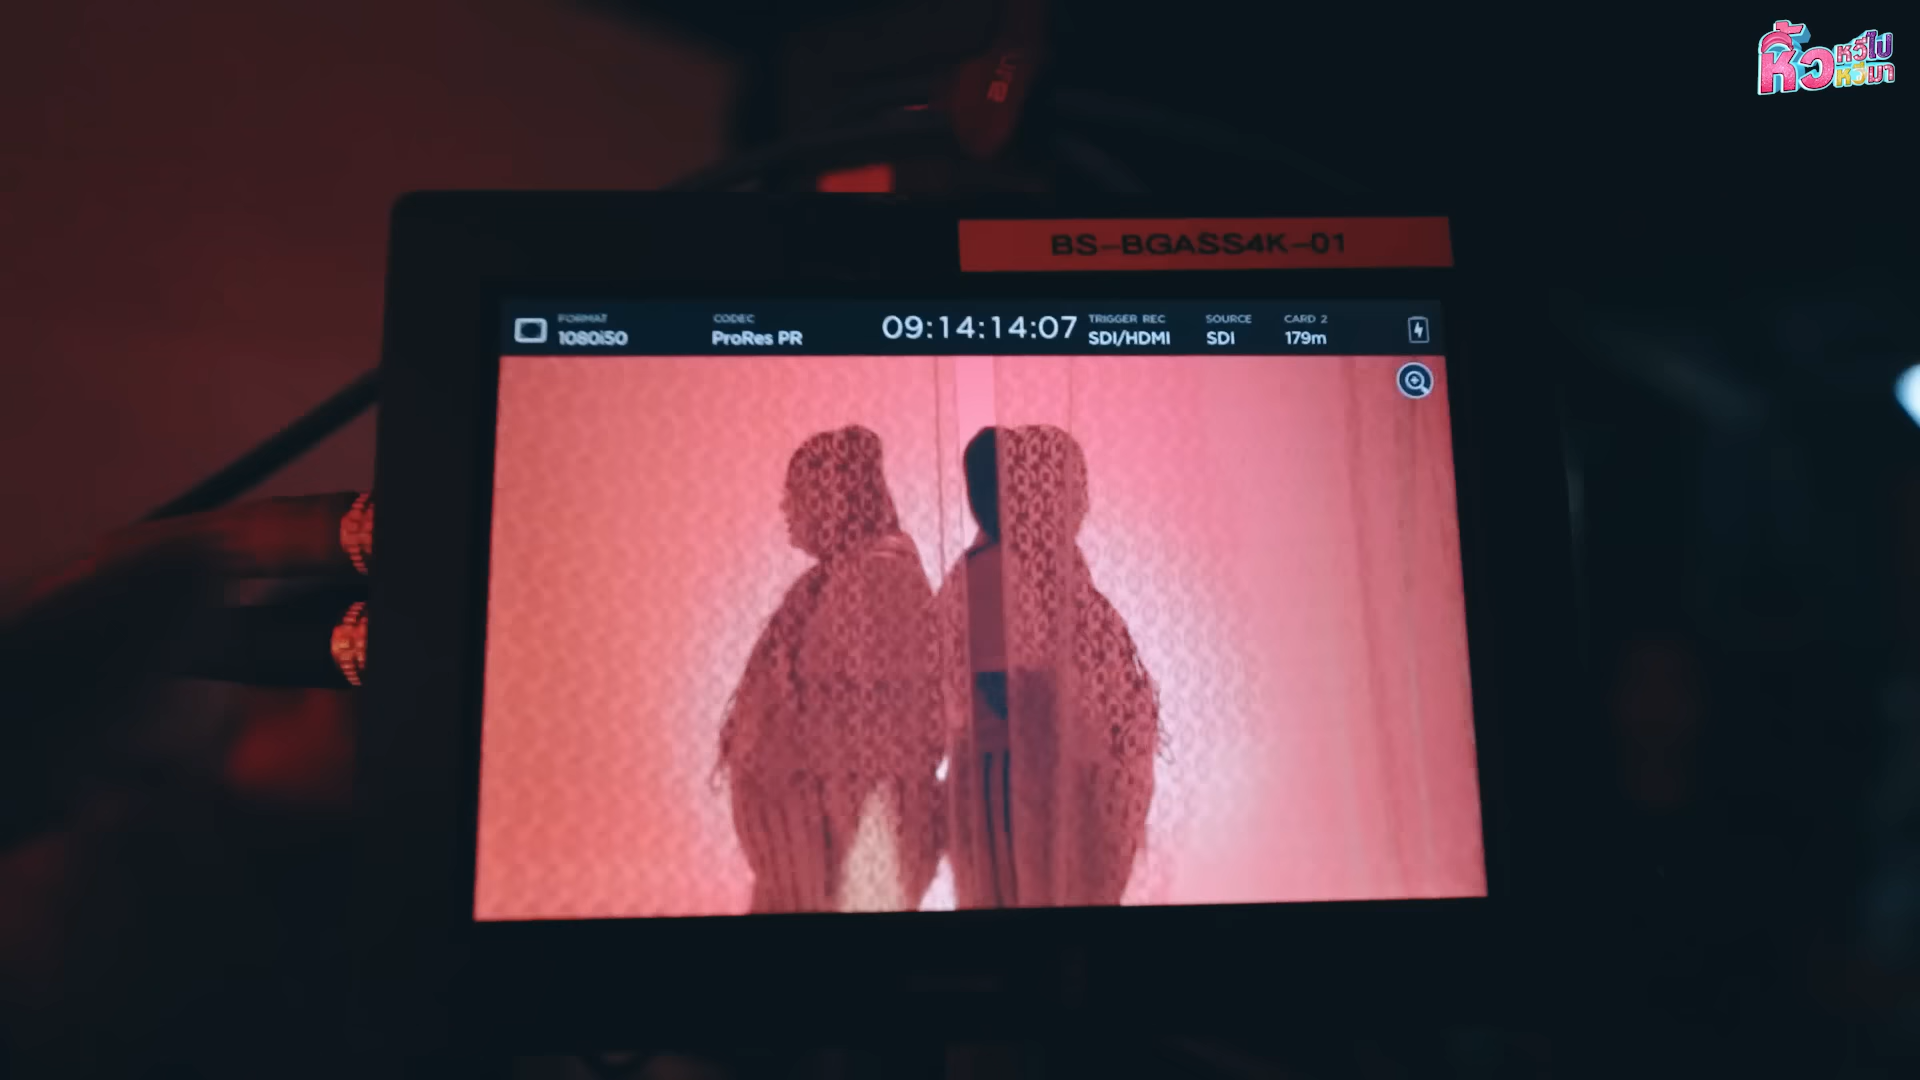 หิ้วหวีไป
หวีมา
BS-BGASS4K-01
FORMAT
1080i50
CODEC
ProRes PR
09:14:14:07
TRIGGER REC
SDI/HDMI
SOURCE
SDI
CARD 2
179m